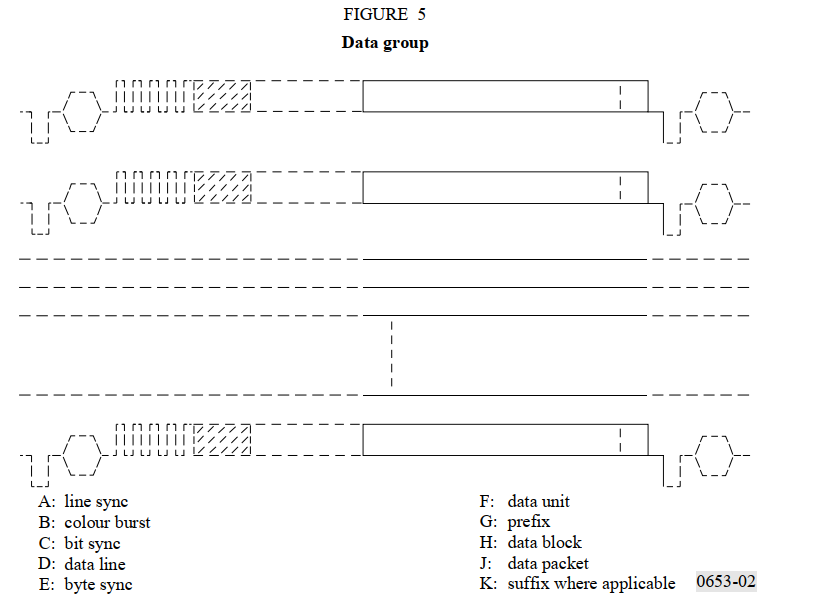 FIGURE 5
Data group
A: line sync
B: colour burst
C: bit sync
D: data line
E: byte sync
F: data unit
G: prefix
H: data block
J: data packet
K: suffix where applicable
0653-02